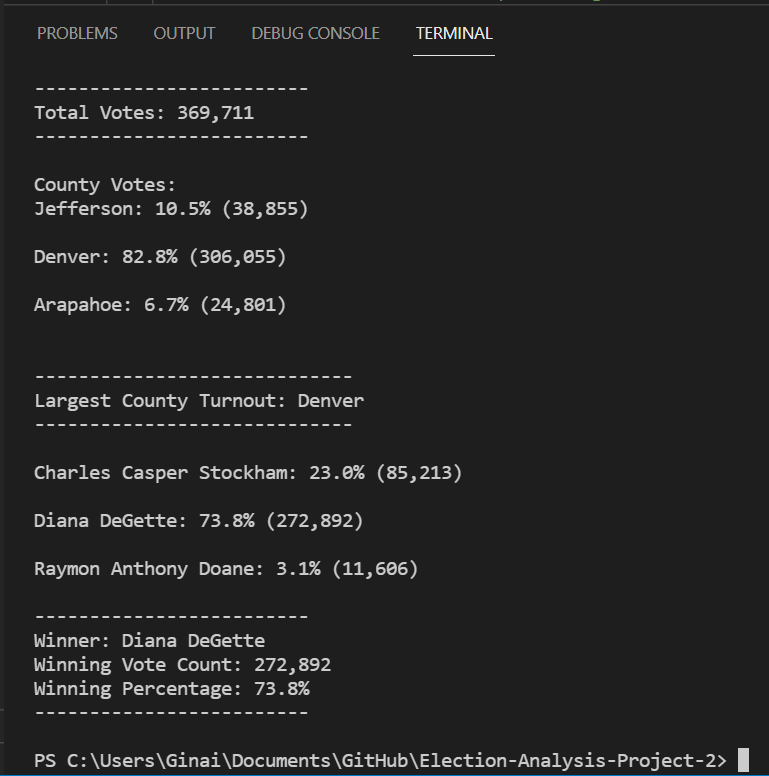 PROBLEMS OUTPUT DEBUG CONSOLE TERMINAL
-------------------------
Total Votes: 369,711
-------------------------
County Votes:
Jefferson: 10.5% (38,855)
Denver: 82.8% (306,055)
Arapahoe: 6.7% (24,801)
-----------------------------
Largest County Turnout: Denver
-----------------------------
Charles Casper Stockham: 23.0% (85,213)
Diana DeGette: 73.8% (272,892)
Raymon Anthony Doane: 3.1% (11,606)
-------------------------
Winner: Diana DeGette
Winning Vote Count: 272,892
Winning Percentage: 73.8%
-------------------------
PS C:\Users\Ginai\Documents\GitHub\Election-Analysis-Project-2>